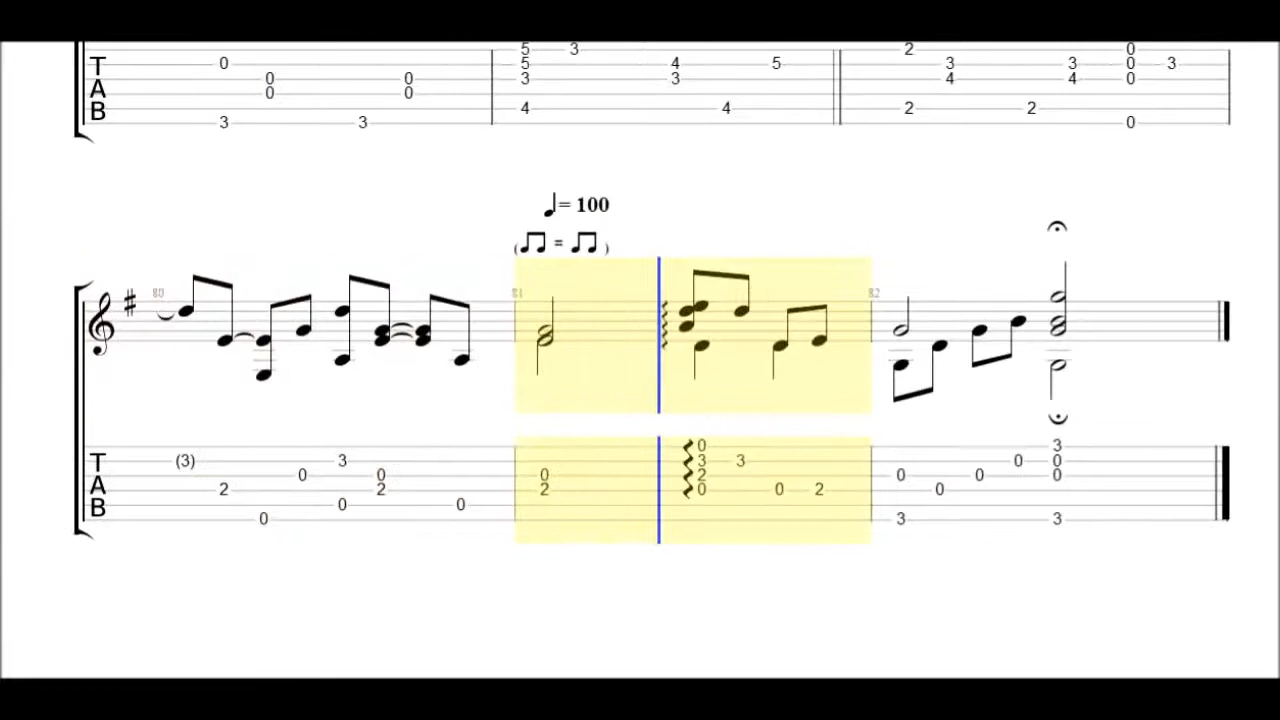 5 3 2 0
T 0 5 4 5 3 3 0 3
A 0 0 3 3 4 4 0
0 0
B 4 4 2 2
3 3 0
= 100
( = )
80 81 82
0 3
T (3) 3 3 3 0 0
0 0 0 2 0 0 0
A 2 2 2 0 0 2 0
B 0 0
0 3 3